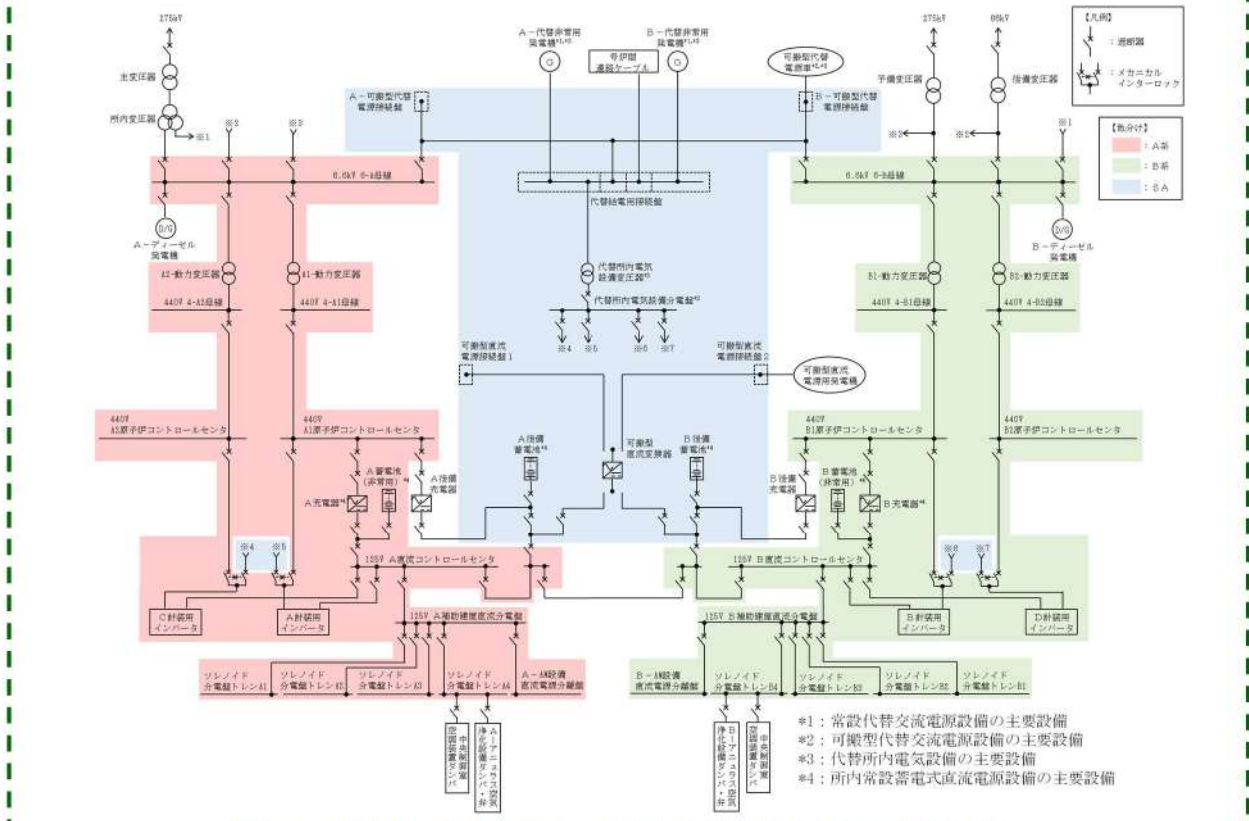 275kV
275kV
66kV
【凡例】
：遮断器
：メカニカル
インターロック
【色分け】
：A系
：B系
：SA
主変圧器
所内変圧器
※1
※2
※3
A－代替非常用
発電機*1,*3
号炉間
連絡ケーブル
B－代替非常用
発電機*1,*3
可搬型代替
電源車*2,*3
予備変圧器
後備変圧器
※1
A－可搬型代替
電源接続盤
B－可搬型代替
電源接続盤
6.6kV 6-A母線
6.6kV 6-B母線
代替給電用接続盤
D/G
A－ディーゼル
発電機
D/G
B－ディーゼル
発電機
A2-動力変圧器
A1-動力変圧器
代替所内電気
設備変圧器*3
B1-動力変圧器
B2-動力変圧器
440V 4-A2母線
440V 4-A1母線
代替所内電気設備分電盤*3
440V 4-B1母線
440V 4-B2母線
※4
※5
※6
※7
可搬型直流
電源接続盤1
可搬型直流
電源接続盤2
可搬型直流
電源用発電機
440V
A2原子炉コントロールセンタ
440V
A1原子炉コントロールセンタ
440V
B1原子炉コントロールセンタ
440V
B2原子炉コントロールセンタ
A後備
蓄電池*4
可搬型
直流変換器
B後備
蓄電池*4
A蓄電池
（非常用）*4
A充電器*4
A後備
充電器
B後備
充電器
B蓄電池
（非常用）*4
B充電器*4
※4
※5
※6
※7
125V A直流コントロールセンタ
125V B直流コントロールセンタ
C計装用
インバータ
A計装用
インバータ
B計装用
インバータ
D計装用
インバータ
125V A補助建屋直流分電盤
125V B補助建屋直流分電盤
ソレノイド
分電盤トレンA1
ソレノイド
分電盤トレンA2
ソレノイド
分電盤トレンA3
ソレノイド
分電盤トレンA4
A－AM設備
直流電源分離盤
B－AM設備
直流電源分離盤
ソレノイド
分電盤トレンB4
ソレノイド
分電盤トレンB3
ソレノイド
分電盤トレンB2
ソレノイド
分電盤トレンB1
中央制御室
空調装置ダンパ
A－アニュラス空気
浄化設備ダンパ・弁
B－アニュラス空気
浄化設備ダンパ・弁
中央制御室
空調装置ダンパ
*1：常設代替交流電源設備の主要設備
*2：可搬型代替交流電源設備の主要設備
*3：代替所内電気設備の主要設備
*4：所内常設蓄電式直流電源設備の主要設備